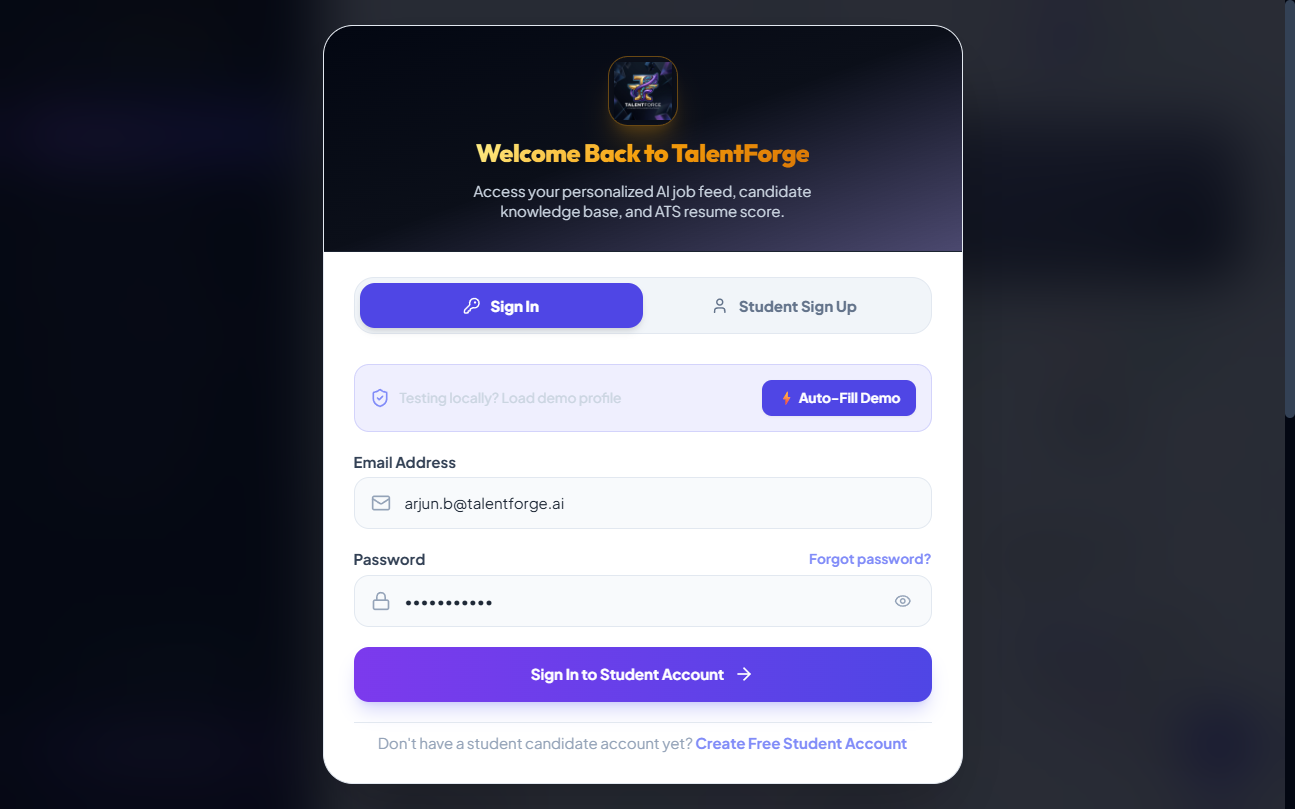 TALENTFORGE
Welcome Back to TalentForge
Access your personalized AI job feed, candidate
knowledge base, and ATS resume score.
Sign In
Student Sign Up
Testing locally? Load demo profile
Auto-Fill Demo
Email Address
arjun.b@talentforge.ai
Password
Forgot password?
•••••••••••
Sign In to Student Account
Don't have a student candidate account yet? Create Free Student Account